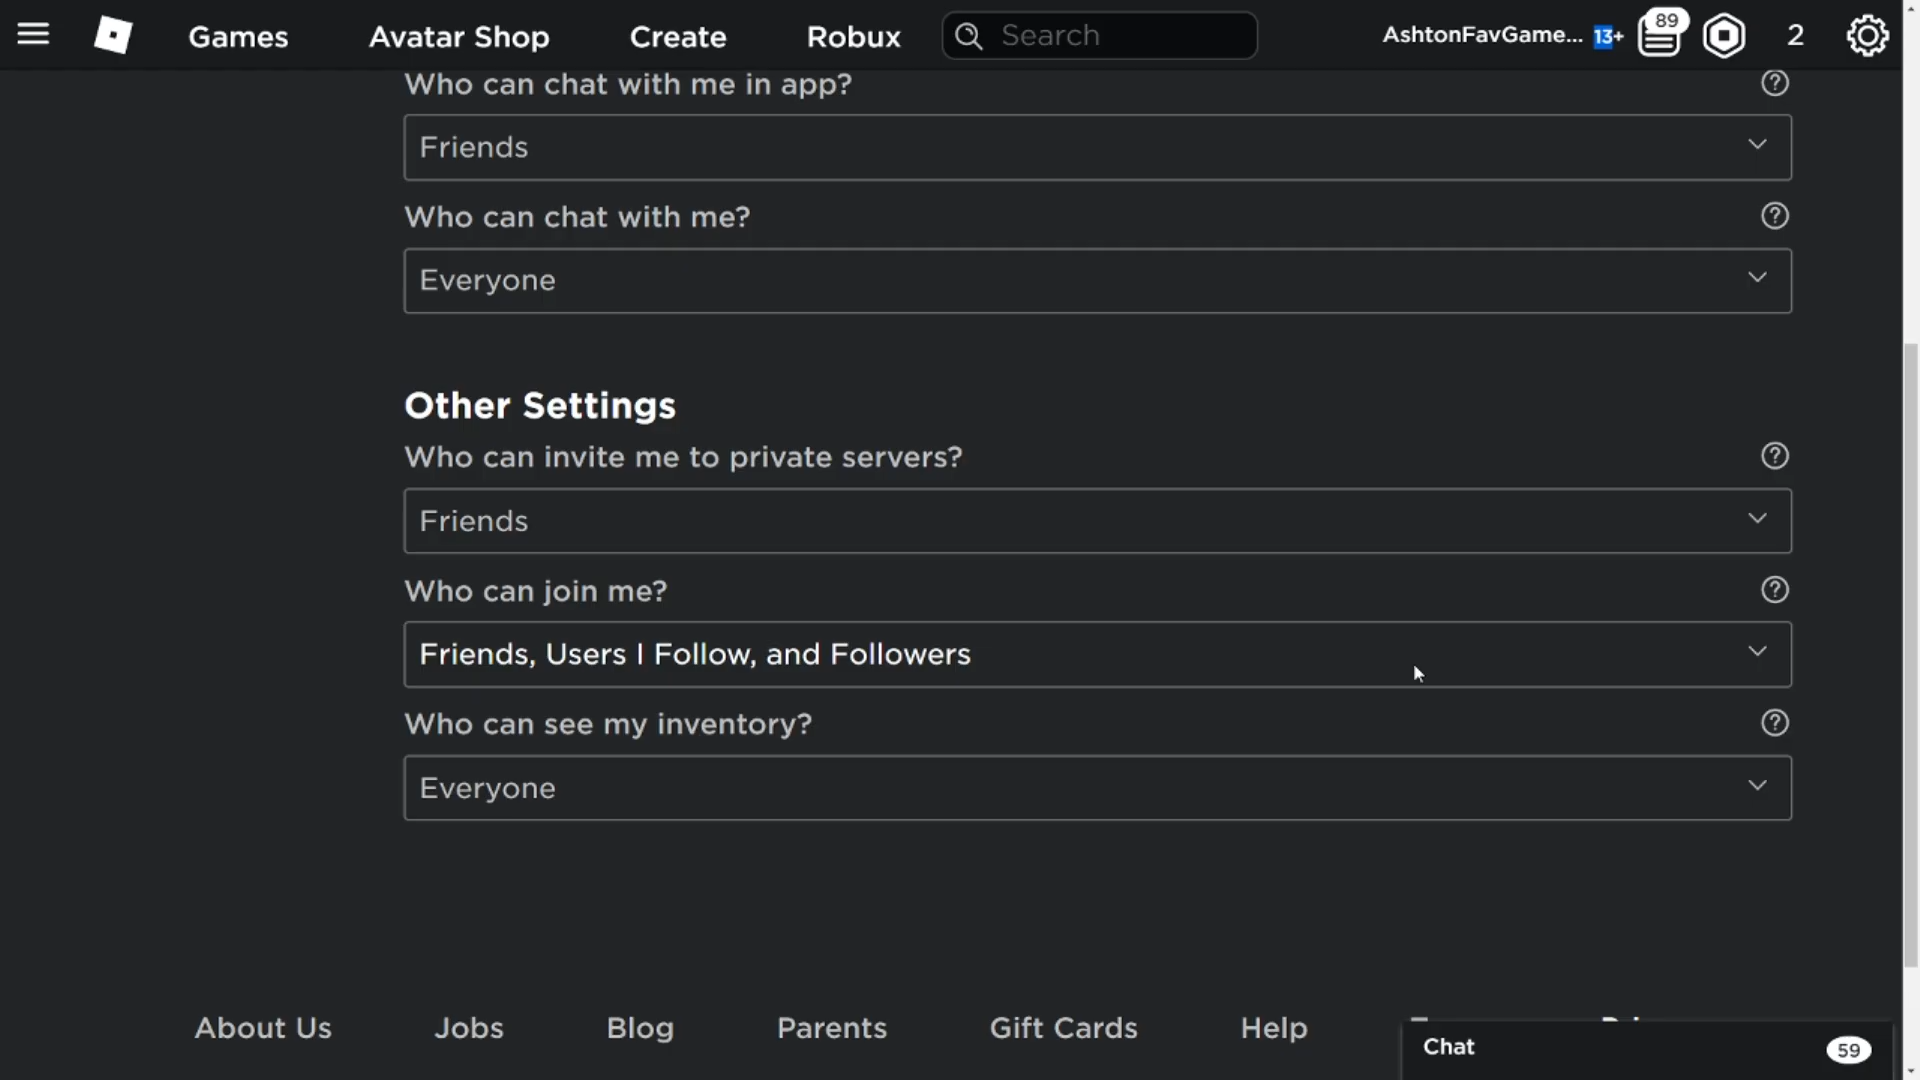 Games Avatar Shop Create Robux Search AshtonFavGame... 13+ 89 2
Who can chat with me in app?
Friends
Who can chat with me?
Everyone
Other Settings
Who can invite me to private servers?
Friends
Who can join me?
Friends, Users I Follow, and Followers
Who can see my inventory?
Everyone
About Us Jobs Blog Parents Gift Cards Help
Chat 59